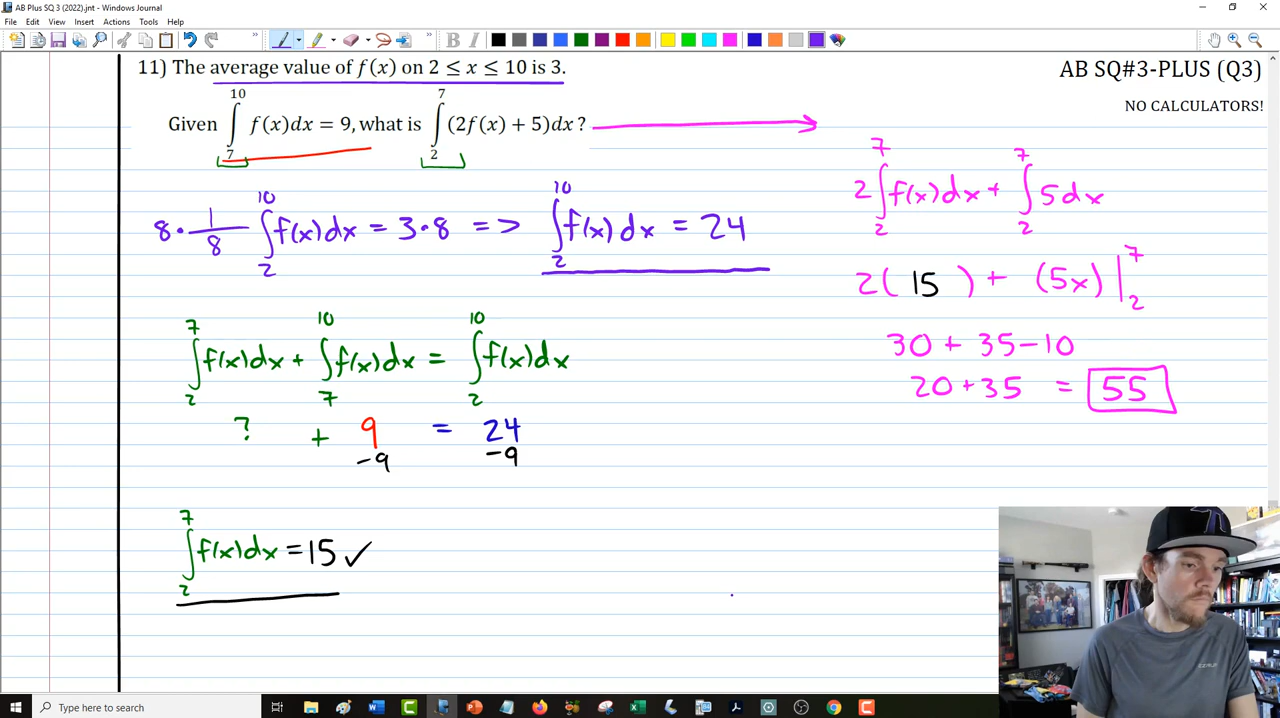 AB Plus SQ 3 (2022).jnt - Windows Journal
File Edit View Insert Actions Tools Help
B I
11) The average value of f(x) on 2 ≤ x ≤ 10 is 3.
AB SQ#3-PLUS (Q3)
NO CALCULATORS!
Given ∫₇¹⁰ f(x)dx = 9, what is ∫₂⁷ (2f(x) + 5)dx?
2∫₂⁷ f(x)dx + ∫₂⁷ 5dx
8 · 1/8 ∫₂¹⁰ f(x)dx = 3·8 => ∫₂¹⁰ f(x)dx = 24
2( 15 ) + (5x)|₂⁷
30 + 35 - 10
20 + 35 = 55
∫₂⁷ f(x)dx + ∫₇¹⁰ f(x)dx = ∫₂¹⁰ f(x)dx
? + 9 = 24
-9 -9
∫₂⁷ f(x)dx = 15 ✓
Type here to search